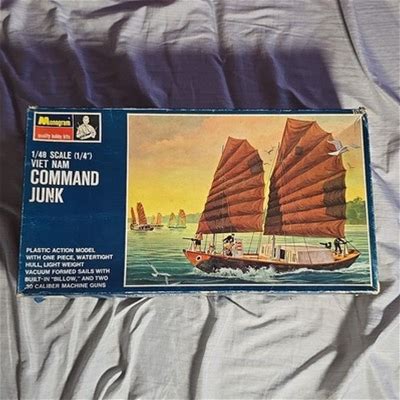 Monogram
quality hobby kits
1/48 SCALE (1/4")
VIET NAM
COMMAND
JUNK
PLASTIC ACTION MODEL
WITH ONE PIECE, WATERTIGHT
HULL, LIGHT WEIGHT
VACUUM FORMED SAILS WITH
BUILT-IN "BILLOW," AND TWO
30 CALIBER MACHINE GUNS